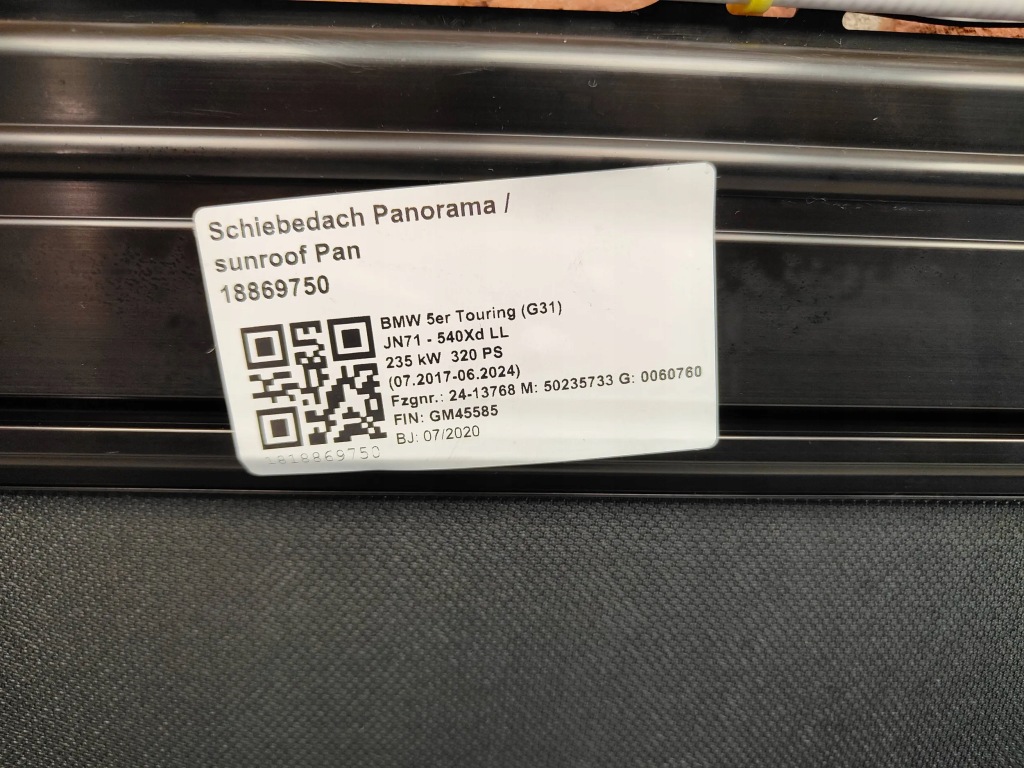 Schiebedach Panorama /
sunroof Pan
18869750
BMW 5er Touring (G31)
JN71 - 540Xd LL
235 kW 320 PS
(07.2017-06.2024)
Fzgnr.: 24-13768 M: 50235733 G: 0060760
FIN: GM45585
BJ: 07/2020
1818869750